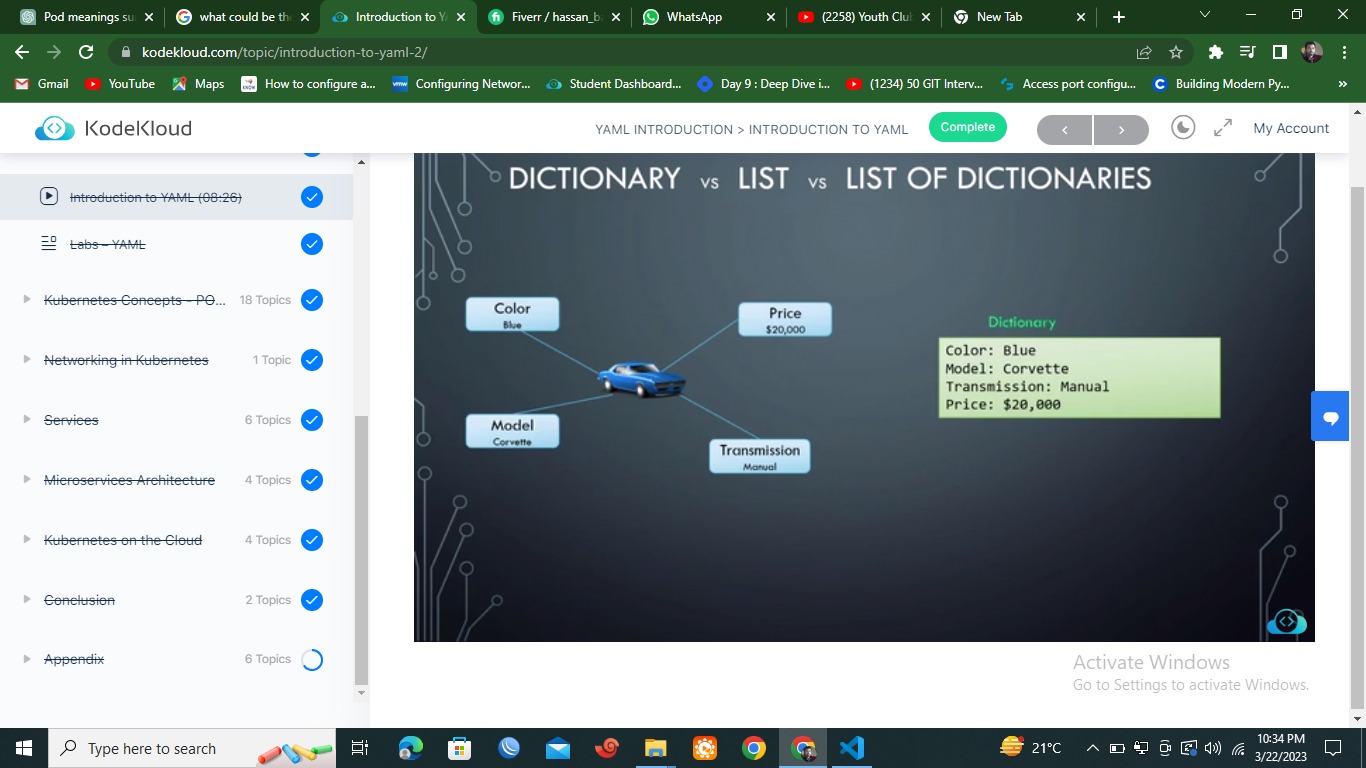 Pod meanings su
what could be the
Introduction to Y
Fiverr / hassan_b
WhatsApp
(2258) Youth Clu
New Tab
kodekloud.com/topic/introduction-to-yaml-2/
Gmail
YouTube
Maps
How to configure a...
Configuring Networ...
Student Dashboard...
Day 9 : Deep Dive i...
(1234) 50 GIT Interv...
Access port configu...
Building Modern Py...
KodeKloud
YAML INTRODUCTION > INTRODUCTION TO YAML
Complete
My Account
Introduction to YAML (08:26)
Labs – YAML
Kubernetes Concepts - PO... 18 Topics
Networking in Kubernetes 1 Topic
Services 6 Topics
Microservices Architecture 4 Topics
Kubernetes on the Cloud 4 Topics
Conclusion 2 Topics
Appendix 6 Topics
DICTIONARY VS LIST VS LIST OF DICTIONARIES
Color
Blue
Price
$20,000
Model
Corvette
Transmission
Manual
Dictionary
Color: Blue
Model: Corvette
Transmission: Manual
Price: $20,000
Activate Windows
Go to Settings to activate Windows.
Type here to search
21°C
10:34 PM
3/22/2023